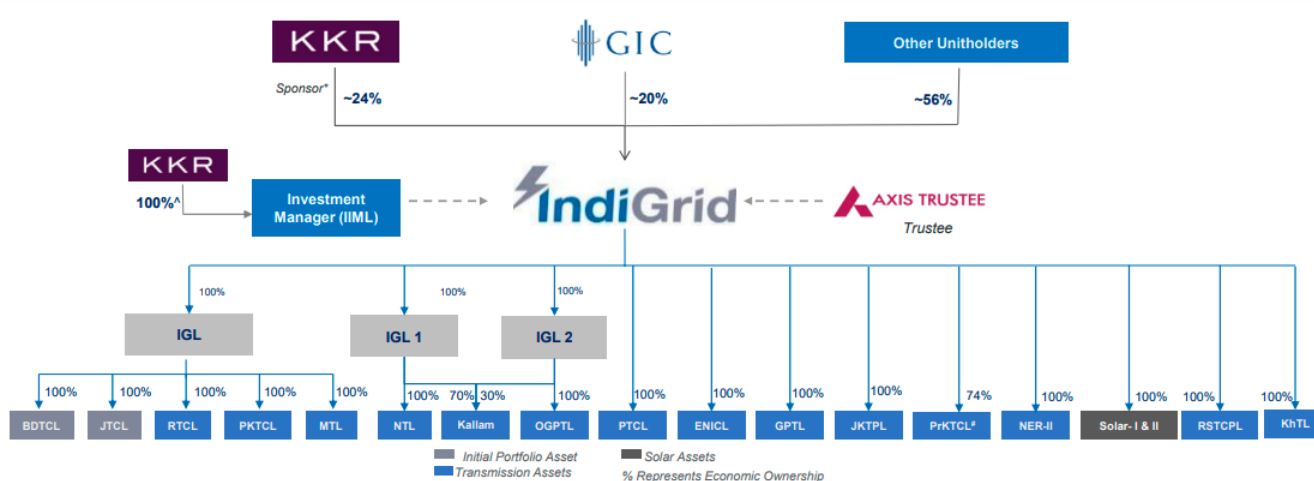 KKR
GIC
Other Unitholders
Sponsor*
~24%
~20%
~56%
KKR
100%^
Investment
Manager (IIML)
IndiGrid
AXIS TRUSTEE
Trustee
100%
100%
100%
IGL
IGL 1
IGL 2
100%
100%
100%
100%
100%
100%
70%
30%
100%
100%
100%
100%
100%
74%
100%
100%
100%
100%
BDTCL
JTCL
RTCL
PKTCL
MTL
NTL
Kallam
OGPTL
PTCL
ENICL
GPTL
JKTPL
PrKTCL#
NER-II
Solar- I & II
RSTCPL
KhTL
Initial Portfolio Asset
Solar Assets
Transmission Assets
% Represents Economic Ownership